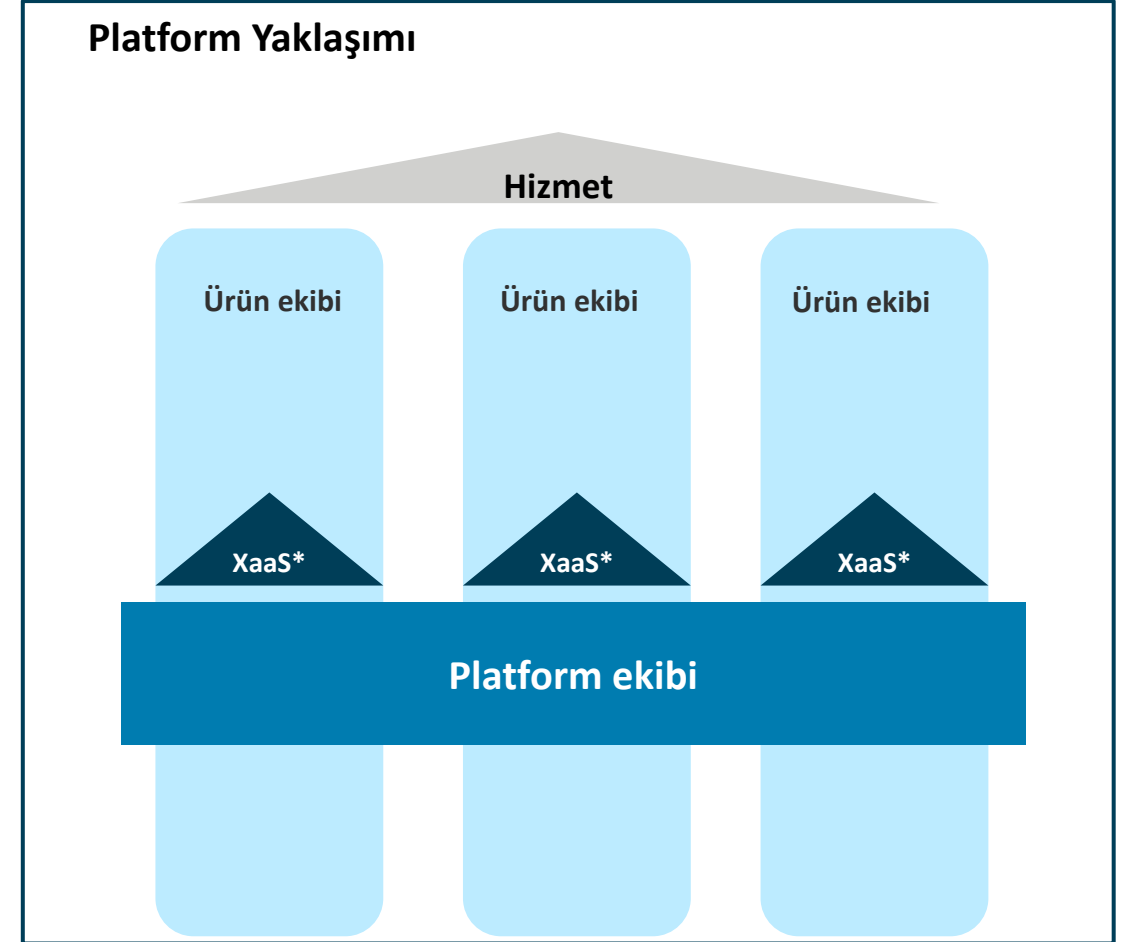 Platform Yaklaşımı
Hizmet
Ürün ekibi
Ürün ekibi
Ürün ekibi
XaaS*
XaaS*
XaaS*
Platform ekibi